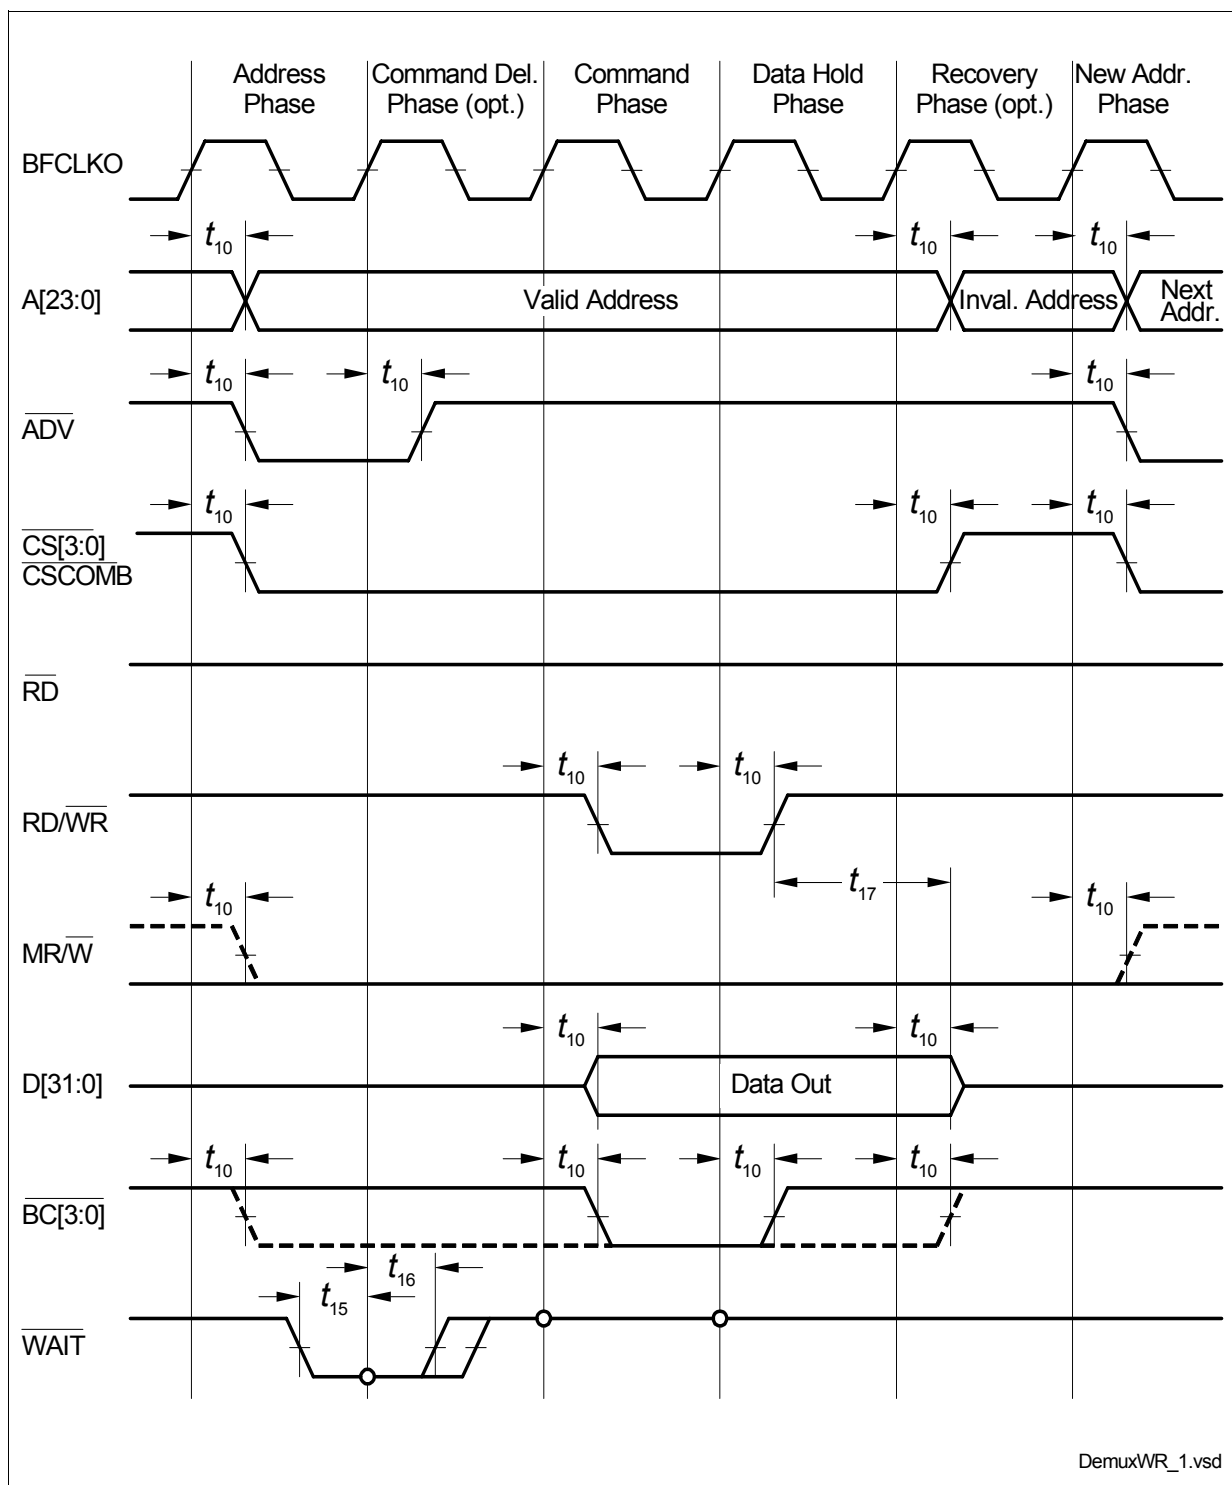 Address Phase
Command Del. Phase (opt.)
Command Phase
Data Hold Phase
Recovery Phase (opt.)
New Addr. Phase
BFCLKO
t10 t10 t10
A[23:0] Valid Address Inval. Address Next Addr.
t10 t10 t10
ADV
t10 t10 t10
CS[3:0]
CSCOMB
RD
t10 t10
RD/WR
t10 t17 t10
MR/W
t10 t10
D[31:0] Data Out
t10 t10 t10 t10
BC[3:0]
t15 t16
WAIT
DemuxWR_1.vsd